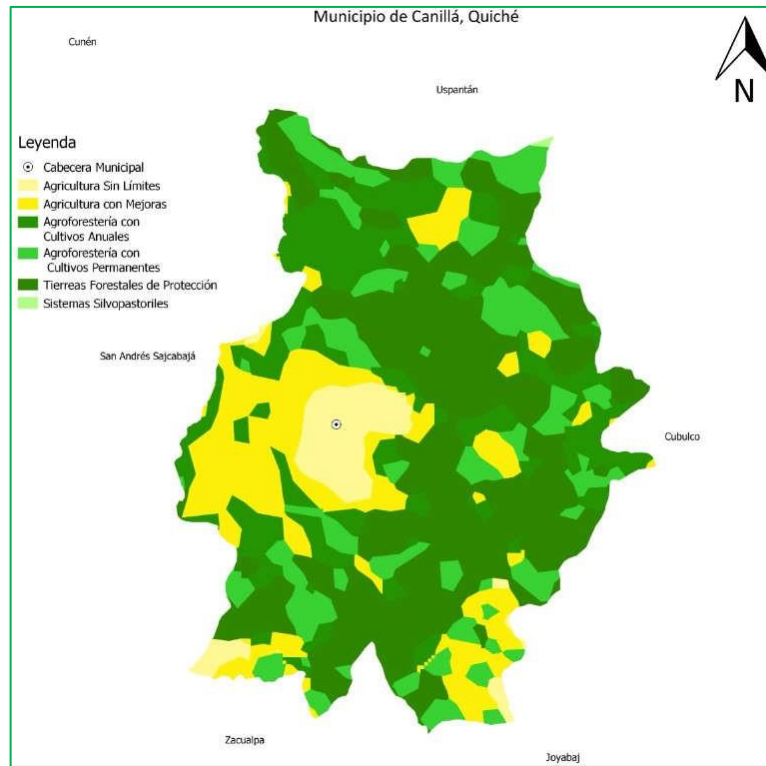 Municipio de Canillá, Quiché
Cunén
Uspantán
N
Leyenda
Cabecera Municipal
Agricultura Sin Límites
Agricultura con Mejoras
Agroforestería con
Cultivos Anuales
Agroforestería con
Cultivos Permanentes
Tierreas Forestales de Protección
Sistemas Silvopastoriles
San Andrés Sajcabajá
Cubulco
Zacualpa
Joyabaj